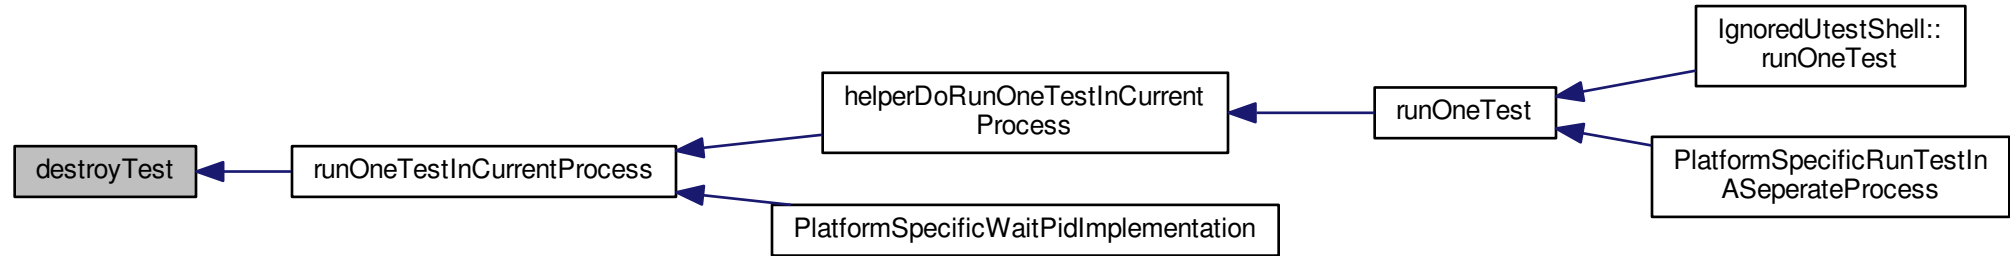 destroyTest
runOneTestInCurrentProcess
helperDoRunOneTestInCurrent
Process
PlatformSpecificWaitPidImplementation
runOneTest
IgnoredUtestShell::
runOneTest
PlatformSpecificRunTestIn
ASeperateProcess